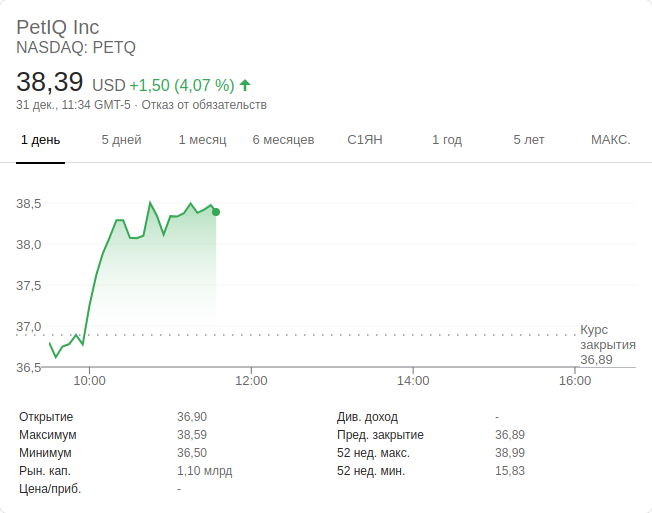 PetIQ Inc
NASDAQ: PETQ
38,39 USD +1,50 (4,07 %) ↑
31 дек., 11:34 GMT-5 · Отказ от обязательств
1 день 5 дней 1 месяц 6 месяцев С1ЯН 1 год 5 лет МАКС.
38,5
38,0
37,5
37,0
36,5
Курс
закрытия
36,89
10:00 12:00 14:00 16:00
Открытие 36,90 Див. доход -
Максимум 38,59 Пред. закрытие 36,89
Минимум 36,50 52 нед. макс. 38,99
Рын. кап. 1,10 млрд 52 нед. мин. 15,83
Цена/приб. -